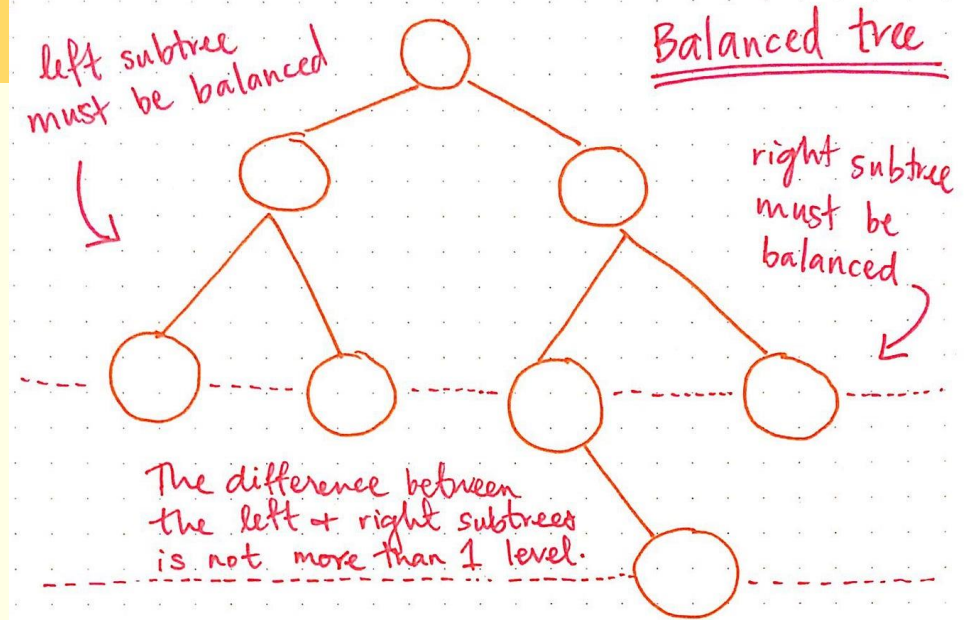 Balanced tree
left subtree
must be balanced
right subtree
must be
balanced
The difference between
the left + right subtrees
is not more than 1 level.